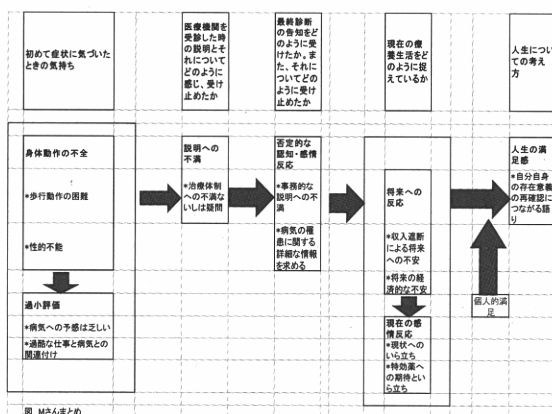 初めて症状に気づいた
ときの気持ち
医療機関を
受診した時
の説明とそ
れについて
どのように
感じ、受け
止めたか
最終診断
の告知をど
のように受
けたか。ま
た、それに
ついてどの
ように受け
止めたか
現在の療
養生活をど
のように捉
えているか
人生につい
ての考え
方
身体動作の不全
*歩行動作の困難
*性的不能
過小評価
*病気への予感は乏しい
*過酷な仕事と病気との
関連付け
説明への
不満
*治療体制
への不満な
いしは疑問
否定的な
認知・感情
反応
*事務的な
説明への不
満
*病気の罹
患に関する
詳細な情報
を求める
将来への
反応
*収入遮断
による将来
への不安
*将来の経
済的な不安
現在の感
情反応
*現状への
いら立ち
*特効薬へ
の期待とい
ら立ち
人生の満
足感
*自分自身
の存在意義
の再確認に
つながる語
り
個人的満
足
図 Mさんまとめ